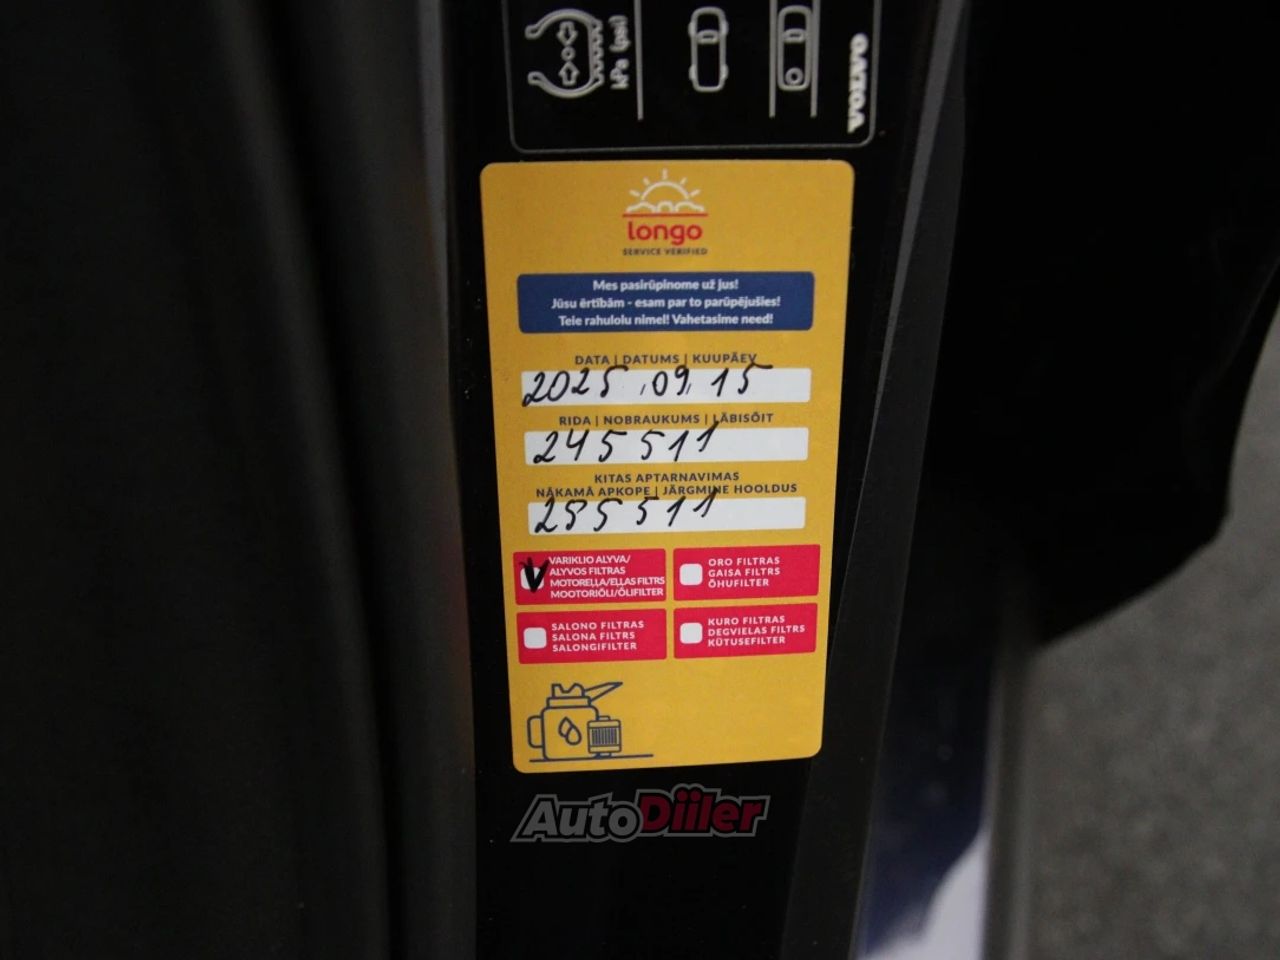 kPa (psi)
VOLVO
longo
SERVICE VERIFIED
Mes pasirūpinome už jus!
Jūsu ērtībām - esam par to parūpējušies!
Teie rahulolu nimel! Vahetasime need!
DATA | DATUMS | KUUPÄEV
2025.09.15
RIDA | NOBRAUKUMS | LÄBISÕIT
245511
KITAS APTARNAVIMAS
NĀKAMĀ APKOPE | JÄRGMINE HOOLDUS
255511
VARIKLIO ALYVA/
ALYVOS FILTRAS
MOTOREĻĻA/EĻĻAS FILTRS
MOOTORIÕLI/ÕLIFILTER
ORO FILTRAS
GAISA FILTRS
ÕHUFILTER
SALONO FILTRAS
SALONA FILTRS
SALONGIFILTER
KURO FILTRAS
DEGVIELAS FILTRS
KÜTUSEFILTER
AutoDiiler